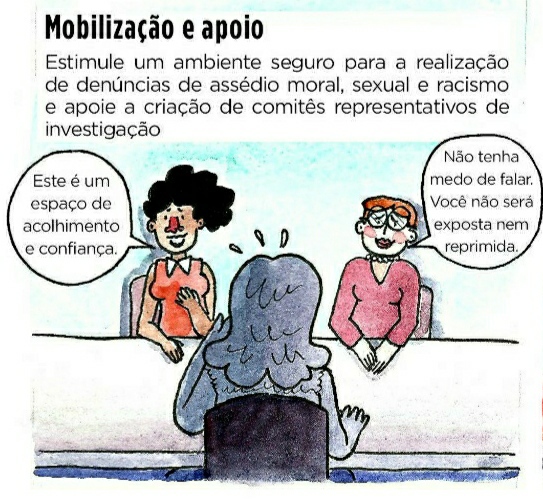 Mobilização e apoio
Estimule um ambiente seguro para a realização
de denúncias de assédio moral, sexual e racismo
e apoie a criação de comitês representativos de
investigação
Este é um
espaço de
acolhimento
e confiança.
Não tenha
medo de falar.
Você não será
exposta nem
reprimida.